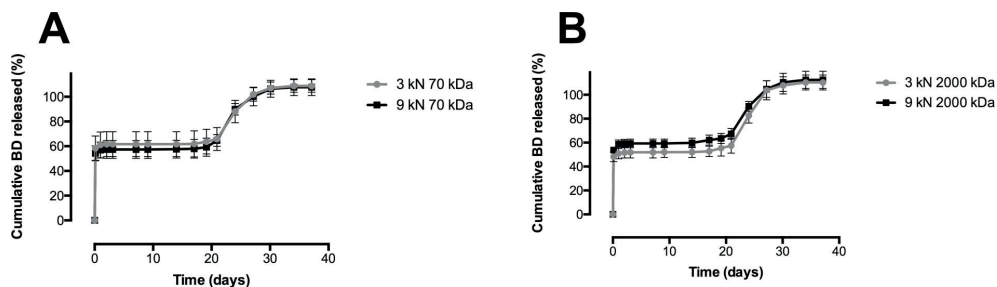 A
Cumulative BD released (%)
100
80
60
40
20
0
0 10 20 30 40
Time (days)
3 kN 70 kDa
9 kN 70 kDa
B
Cumulative BD released (%)
100
80
60
40
20
0
0 10 20 30 40
Time (days)
3 kN 2000 kDa
9 kN 2000 kDa